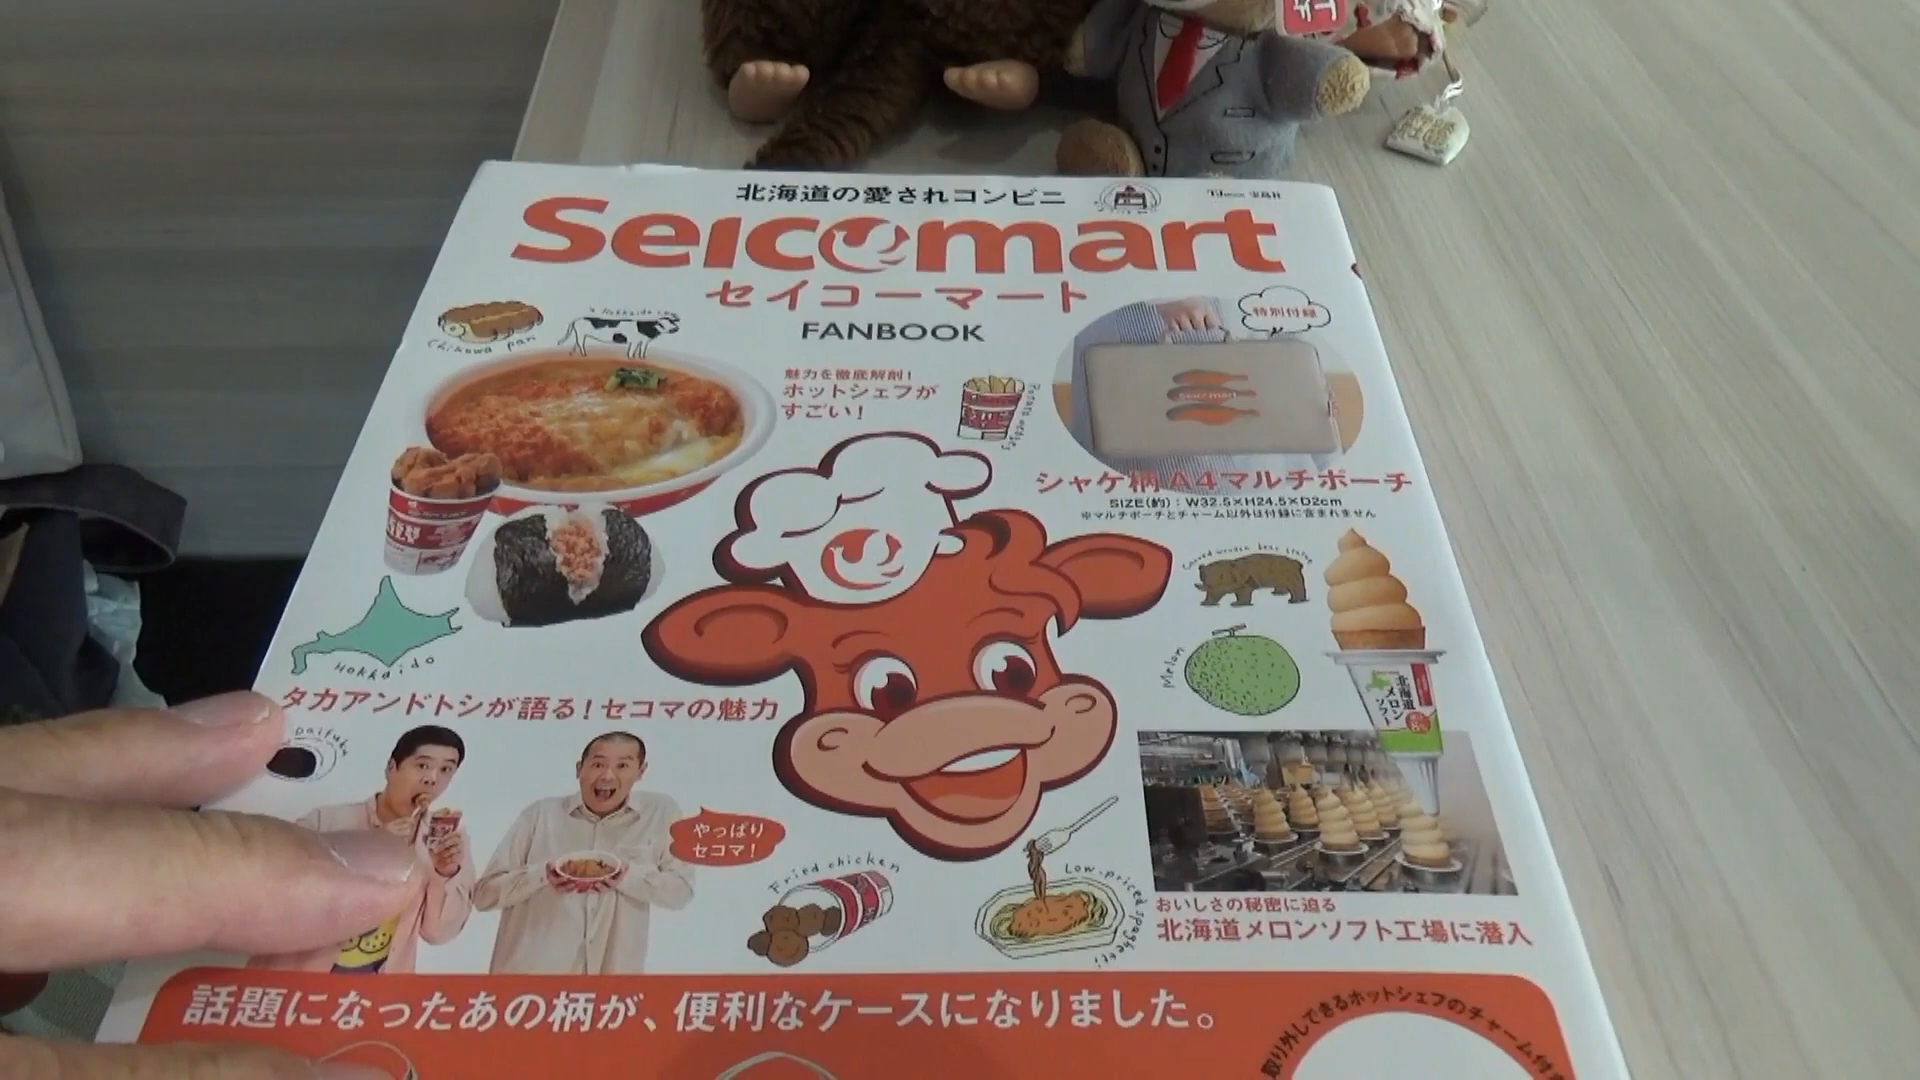 北海道の愛されコンビニ
TJ MOOK 宝島社
Seicomart
セイコーマート
FANBOOK
特別付録
Chikuwa pan
Hokkaido cow
魅力を徹底解剖!
ホットシェフが
すごい!
Potato wedges
Seicomart
シャケ柄 A4マルチポーチ
SIZE(約):W32.5×H24.5×D2cm
※マルチポーチとチャーム以外は付録に含まれません
Carved wooden bear statue
Hokkaido
Melon
北海道
メロン
ソフト
タカアンドトシが語る!セコマの魅力
Daifuku
やっぱり
セコマ!
Fried chicken
Low-priced spaghetti
おいしさの秘密に迫る
北海道メロンソフト工場に潜入
話題になったあの柄が、便利なケースになりました。
取り外しできるホットシェフのチャーム付き